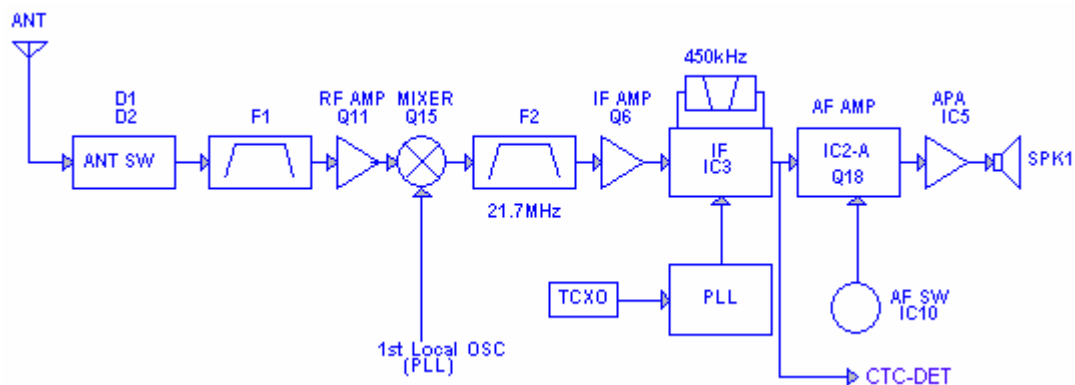 ANT
450kHz
D1
D2
F1
RF AMP
Q11
MIXER
Q15
F2
IF AMP
Q6
AF AMP
APA
IC5
ANT SW
IF
IC3
IC2-A
Q18
SPK1
21.7MHz
TCXO
PLL
AF SW
IC10
1st Local OSC
(PLL)
CTC-DET